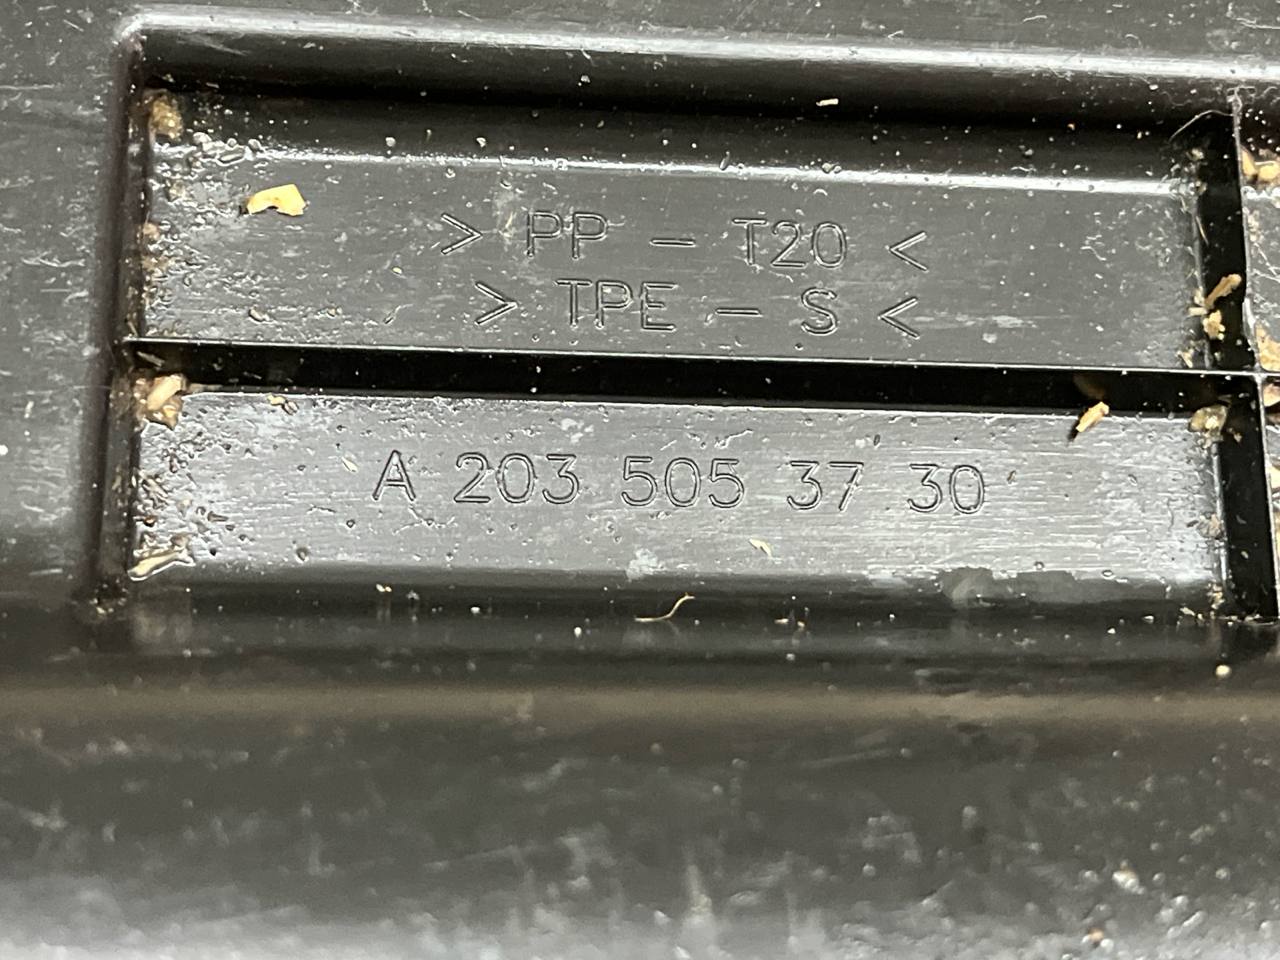 > PP - T20 <
> TPE - S <
A 203 505 37 30